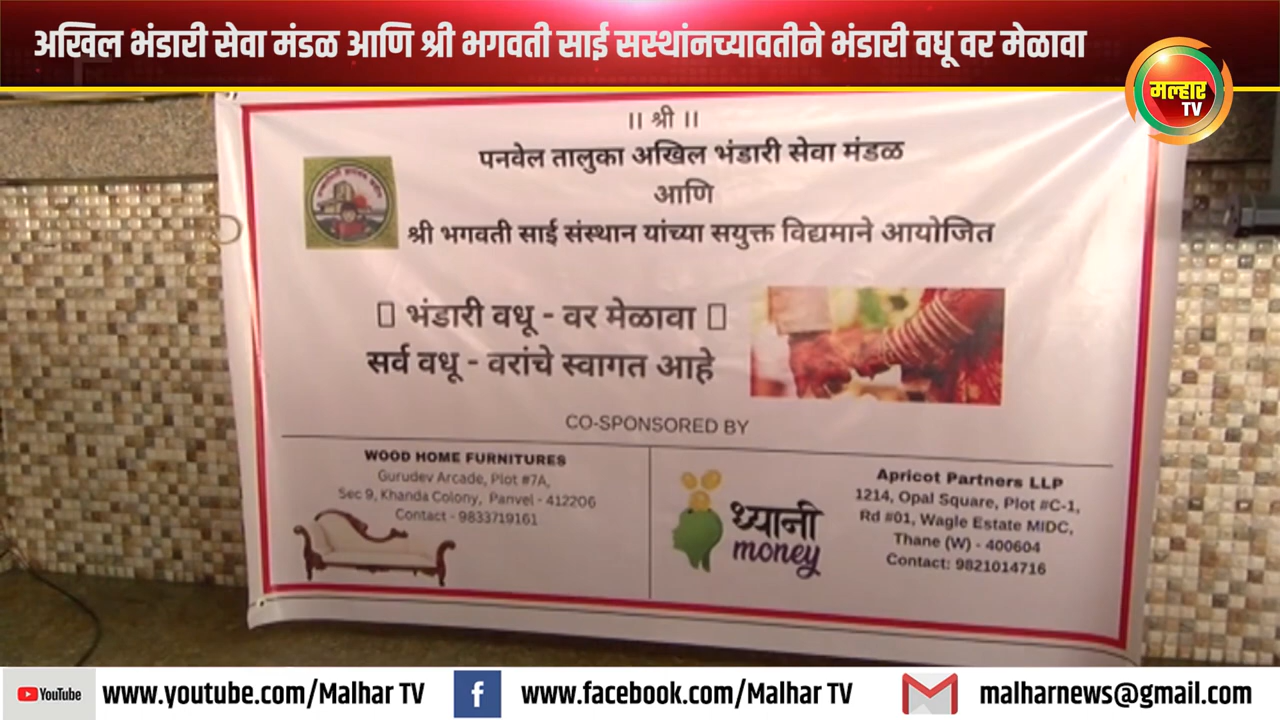 अखिल भंडारी सेवा मंडळ आणि श्री भगवती साई सस्थांनच्यावतीने भंडारी वधू वर मेळावा
मल्हार
TV
॥ श्री ॥
पनवेल तालुका अखिल भंडारी सेवा मंडळ
आणि
श्री भगवती साई संस्थान यांच्या सयुक्त विद्यमाने आयोजित
भंडारी वधू - वर मेळावा
सर्व वधू - वरांचे स्वागत आहे
CO-SPONSORED BY
WOOD HOME FURNITURES
Gurudev Arcade, Plot #7A,
Sec 9, Khanda Colony, Panvel - 412206
Contact - 9833719161
ध्यानी
money
Apricot Partners LLP
1214, Opal Square, Plot #C-1,
Rd #01, Wagle Estate MIDC,
Thane (W) - 400604
Contact: 9821014716
YouTube www.youtube.com/Malhar TV f www.facebook.com/Malhar TV malharnews@gmail.com